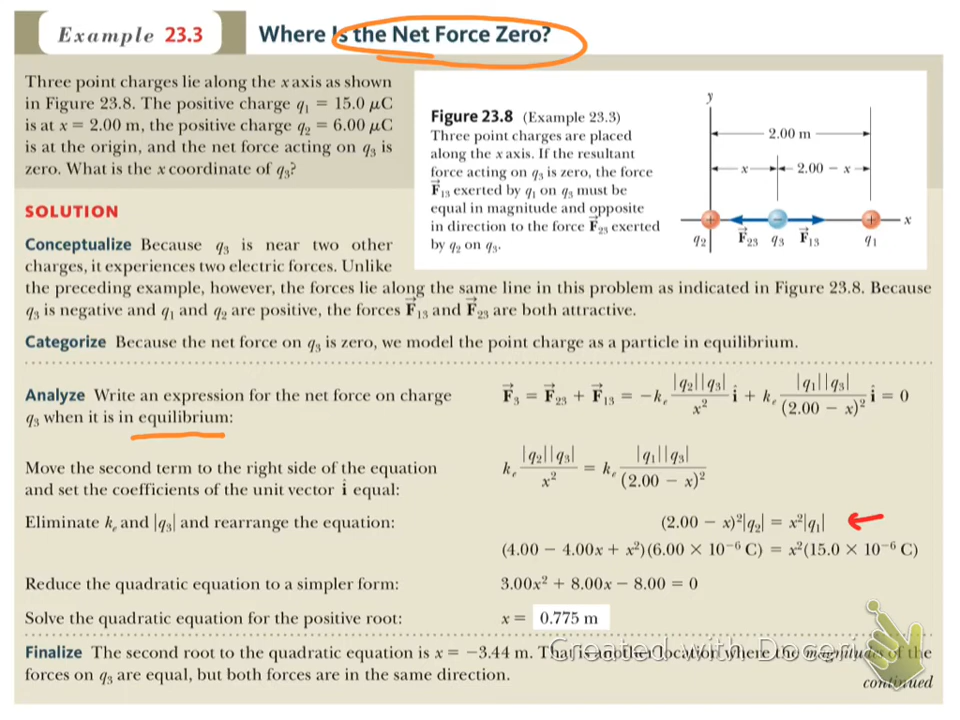 Example 23.3
Where Is the Net Force Zero?
Three point charges lie along the x axis as shown
in Figure 23.8. The positive charge q₁ = 15.0 μC
is at x = 2.00 m, the positive charge q₂ = 6.00 μC
is at the origin, and the net force acting on q₃ is
zero. What is the x coordinate of q₃?
Figure 23.8 (Example 23.3)
Three point charges are placed
along the x axis. If the resultant
force acting on q₃ is zero, the force
F⃗₁₃ exerted by q₁ on q₃ must be
equal in magnitude and opposite
in direction to the force F⃗₂₃ exerted
by q₂ on q₃.
y
2.00 m
x
2.00 − x
+ − + x
q₂ F⃗₂₃ q₃ F⃗₁₃ q₁
SOLUTION
Conceptualize Because q₃ is near two other
charges, it experiences two electric forces. Unlike
the preceding example, however, the forces lie along the same line in this problem as indicated in Figure 23.8. Because
q₃ is negative and q₁ and q₂ are positive, the forces F⃗₁₃ and F⃗₂₃ are both attractive.
Categorize Because the net force on q₃ is zero, we model the point charge as a particle in equilibrium.
Analyze Write an expression for the net force on charge
q₃ when it is in equilibrium:
F⃗₃ = F⃗₂₃ + F⃗₁₃ = −kₑ |q₂||q₃|/x² î + kₑ |q₁||q₃|/(2.00 − x)² î = 0
Move the second term to the right side of the equation
and set the coefficients of the unit vector î equal:
kₑ |q₂||q₃|/x² = kₑ |q₁||q₃|/(2.00 − x)²
Eliminate kₑ and |q₃| and rearrange the equation:
(2.00 − x)²|q₂| = x²|q₁|
(4.00 − 4.00x + x²)(6.00 × 10⁻⁶ C) = x²(15.0 × 10⁻⁶ C)
Reduce the quadratic equation to a simpler form:
3.00x² + 8.00x − 8.00 = 0
Solve the quadratic equation for the positive root:
x = 0.775 m
Finalize The second root to the quadratic equation is x = −3.44 m. That is another location where the magnitudes of the
forces on q₃ are equal, but both forces are in the same direction.
continued
Created with Doceri